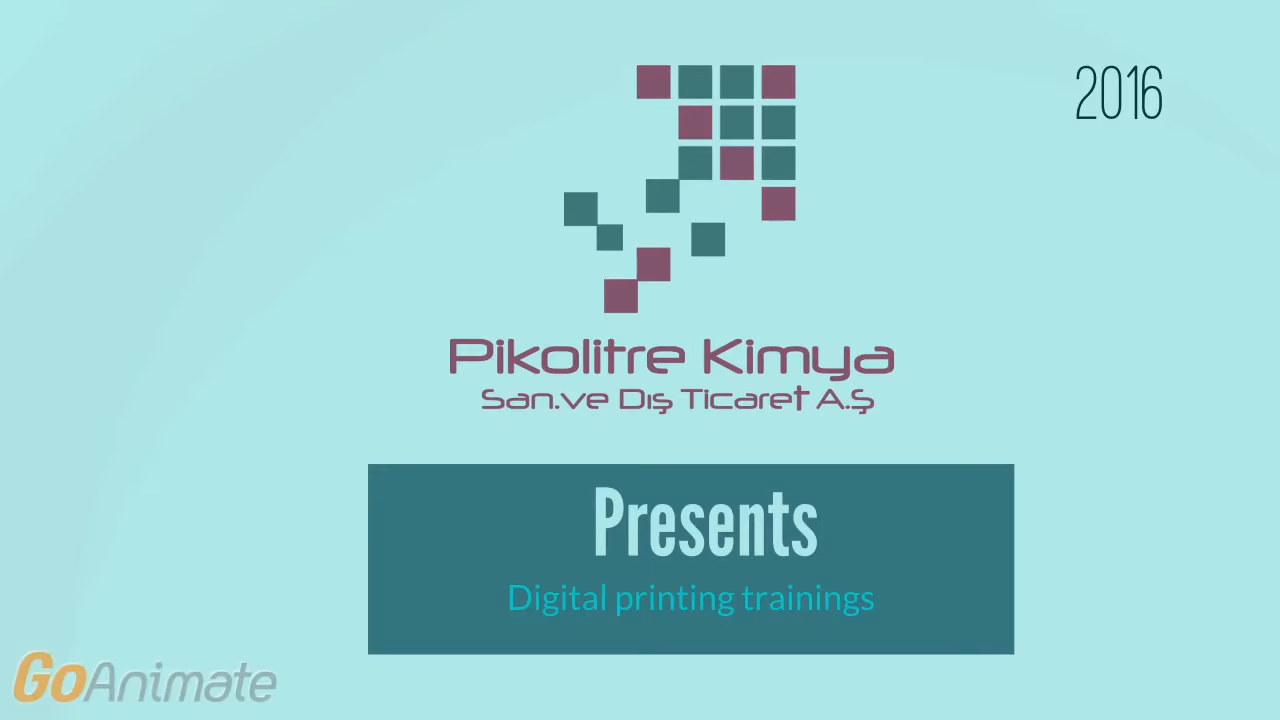 2016
Pikolitre Kimya
San.ve Dış Ticaret A.Ş
Presents
Digital printing trainings
GoAnimate